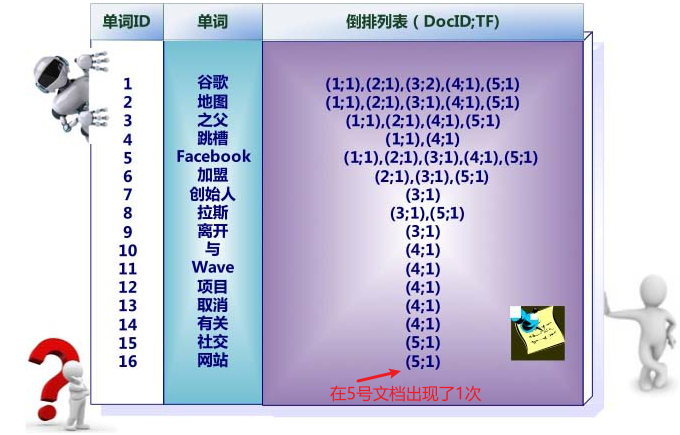 单词ID 单词 倒排列表（DocID;TF)
1 谷歌 (1;1),(2;1),(3;2),(4;1),(5;1)
2 地图 (1;1),(2;1),(3;1),(4;1),(5;1)
3 之父 (1;1),(2;1),(4;1),(5;1)
4 跳槽 (1;1),(4;1)
5 Facebook (1;1),(2;1),(3;1),(4;1),(5;1)
6 加盟 (2;1),(3;1),(5;1)
7 创始人 (3;1)
8 拉斯 (3;1),(5;1)
9 离开 (3;1)
10 与 (4;1)
11 Wave (4;1)
12 项目 (4;1)
13 取消 (4;1)
14 有关 (4;1)
15 社交 (5;1)
16 网站 (5;1)
在5号文档出现了1次